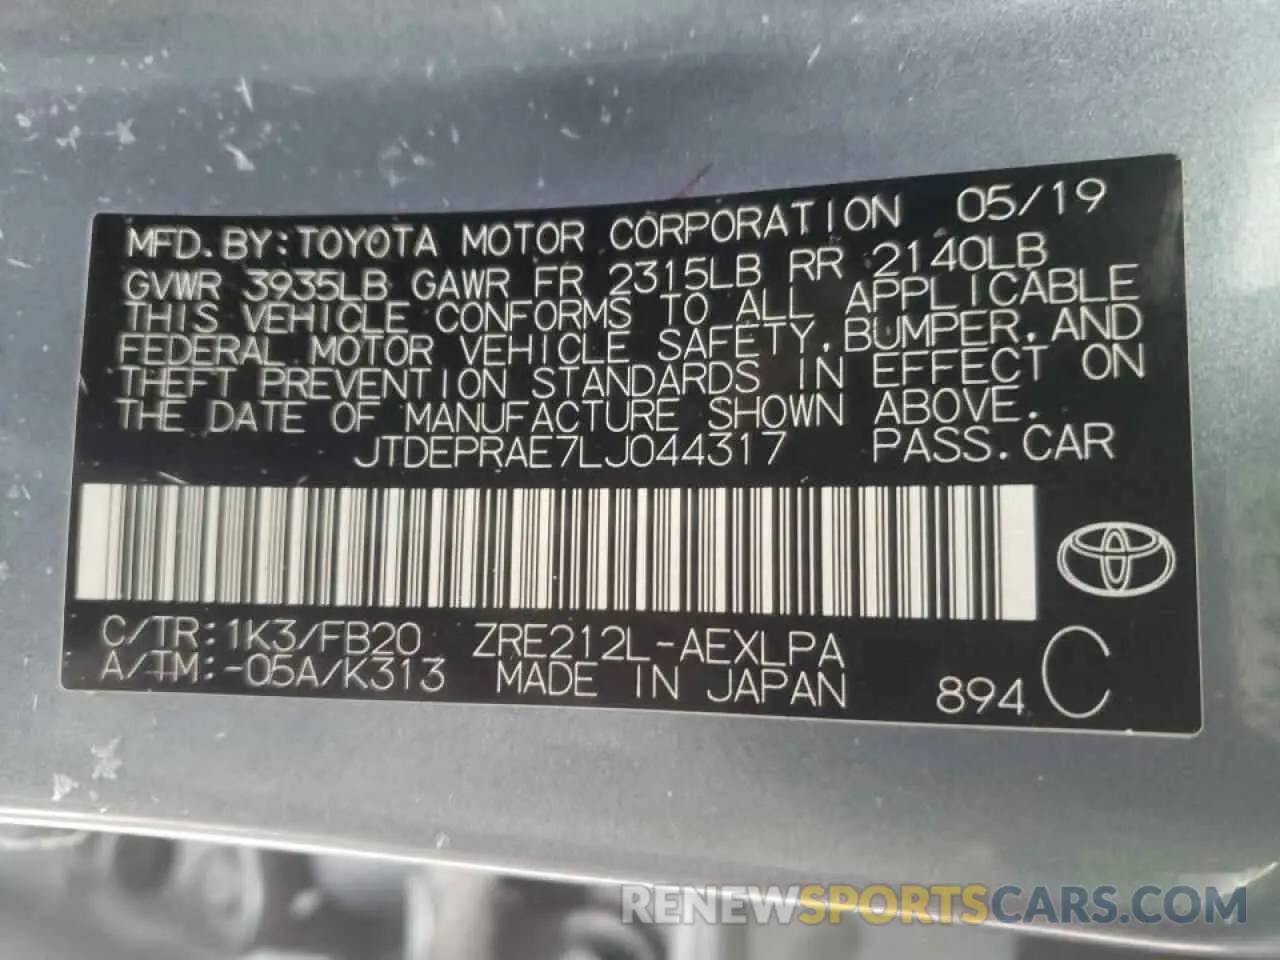 MFD. BY: TOYOTA MOTOR CORPORATION 05/19
GVWR 3935LB GAWR FR 2315LB RR 2140LB
THIS VEHICLE CONFORMS TO ALL APPLICABLE
FEDERAL MOTOR VEHICLE SAFETY, BUMPER, AND
THEFT PREVENTION STANDARDS IN EFFECT ON
THE DATE OF MANUFACTURE SHOWN ABOVE.
JTDEPRAE7LJ044317 PASS. CAR
C/TR: 1K3/FB20 ZRE212L-AEXLPA
A/TM: -05A/K313 MADE IN JAPAN 894 C
RENEWSPORTSCARS.COM